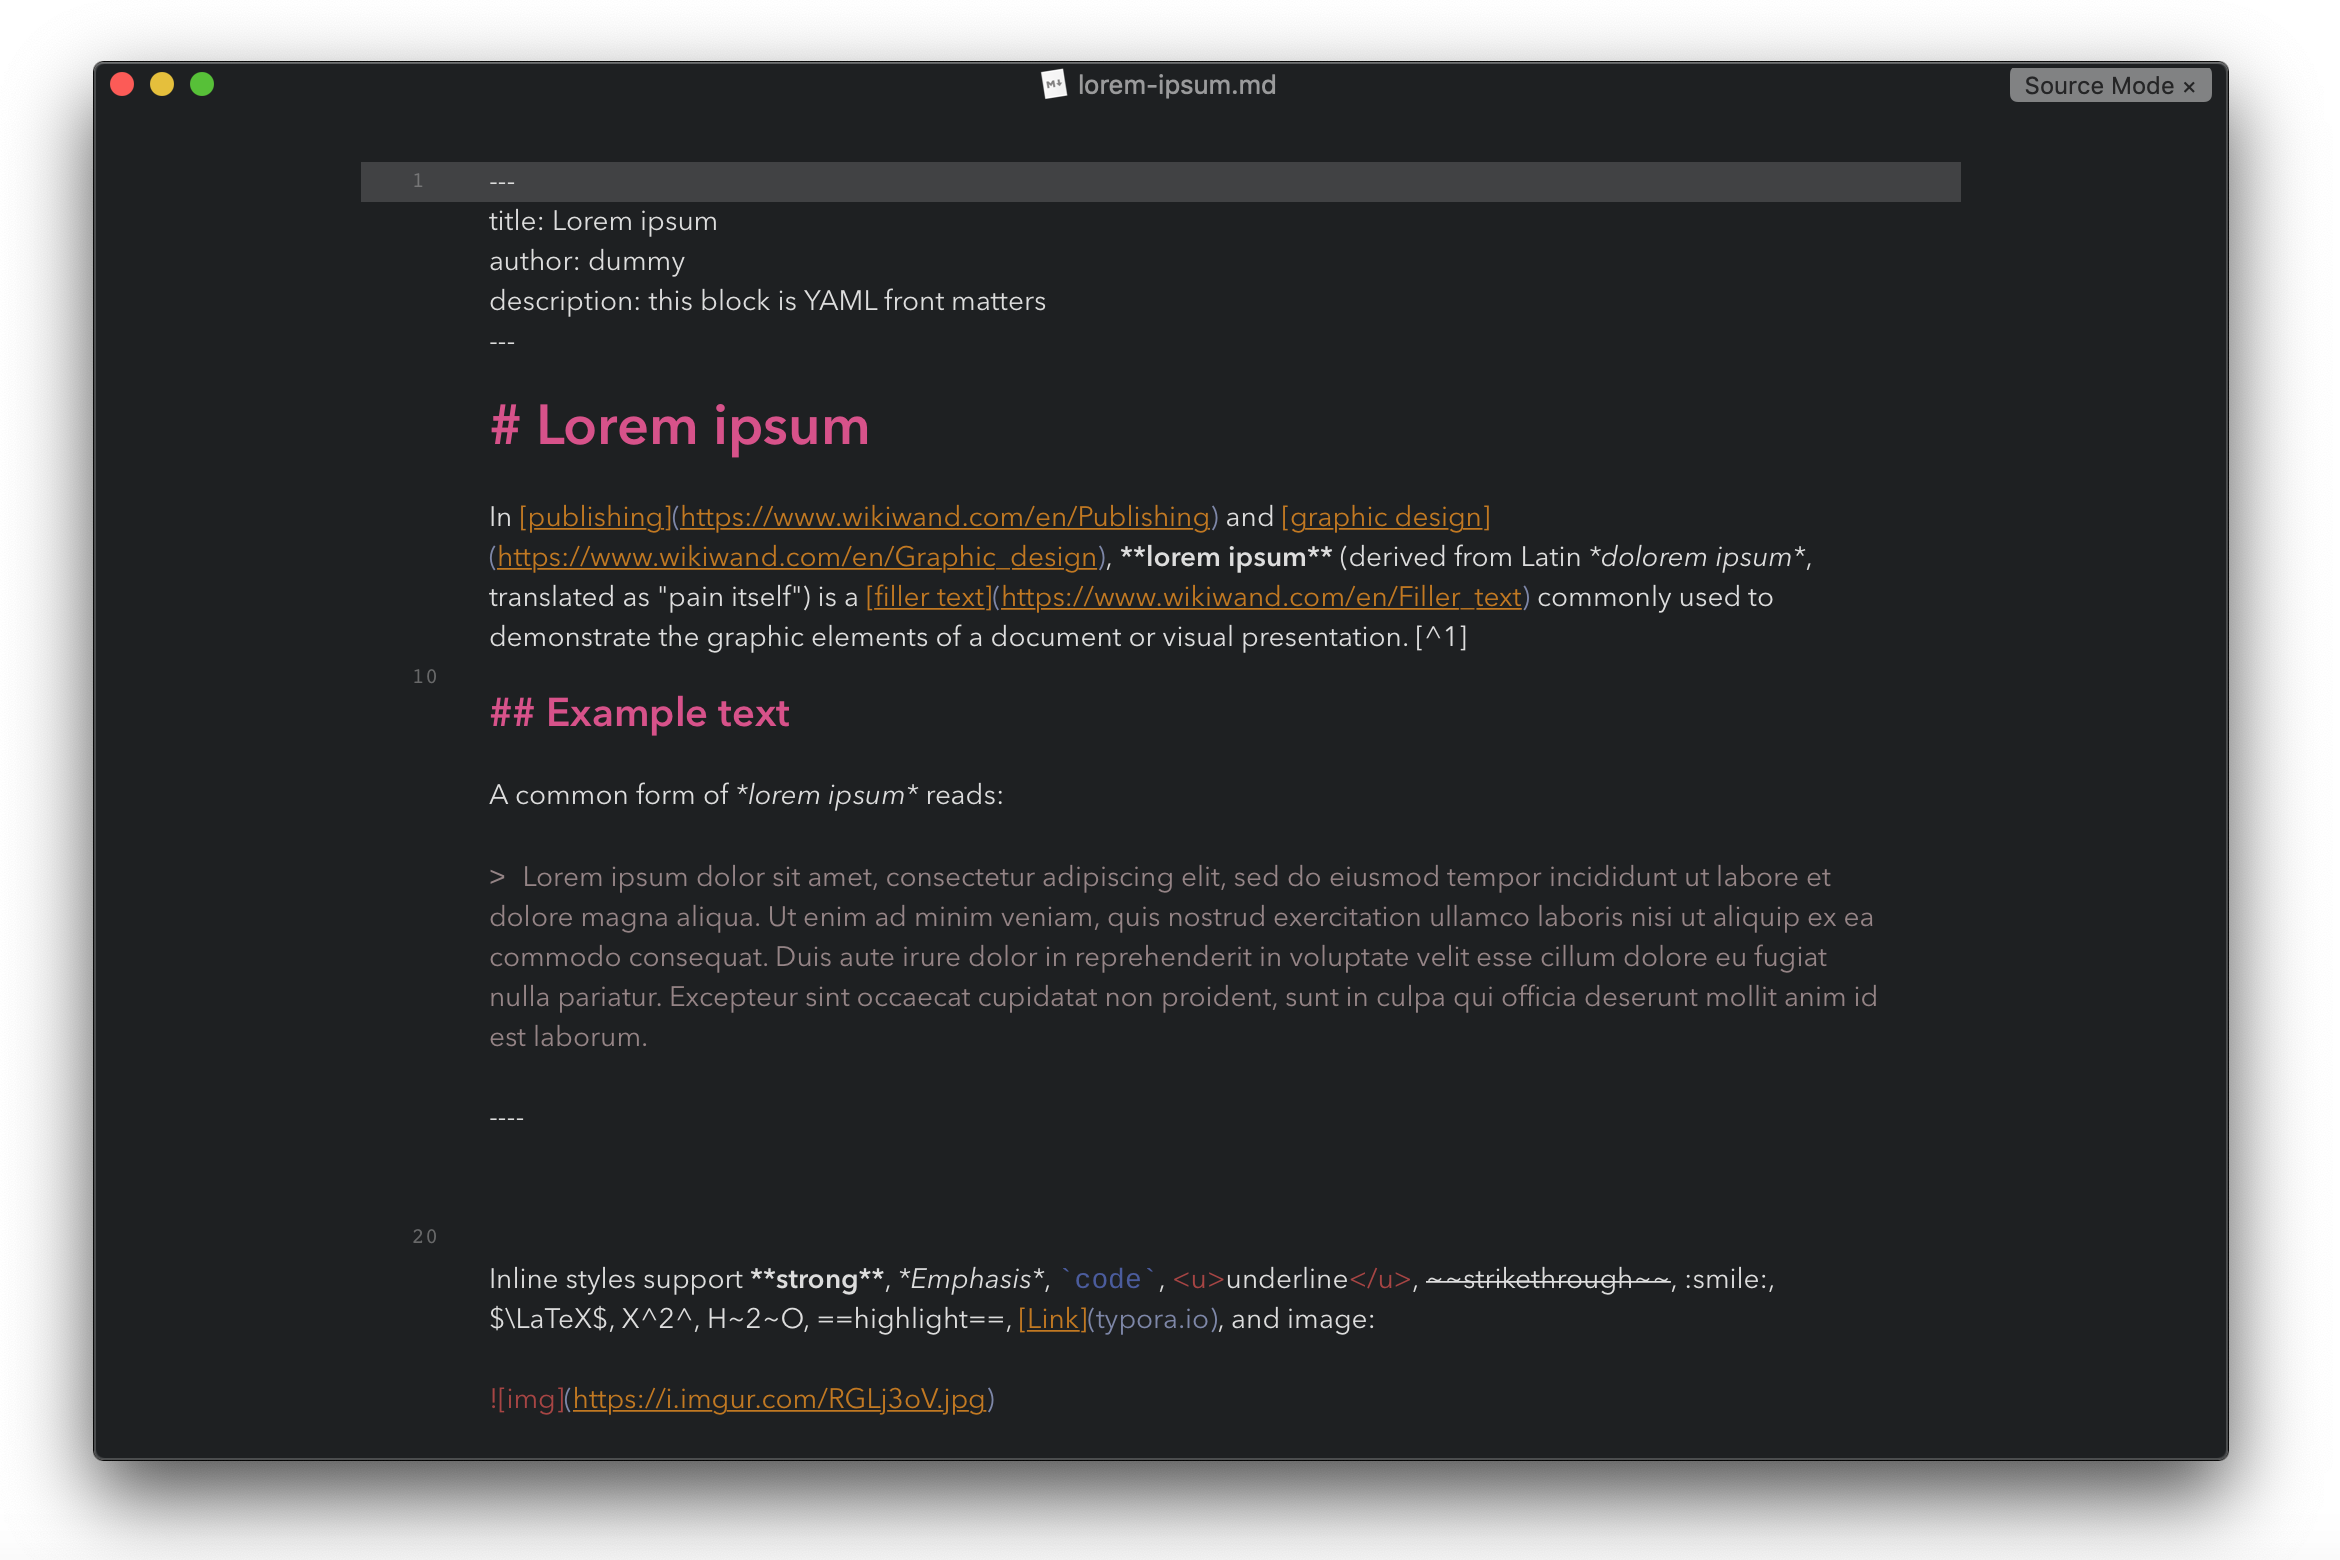 lorem-ipsum.md
Source Mode ×
1 ---
title: Lorem ipsum
author: dummy
description: this block is YAML front matters
---
# Lorem ipsum
In [publishing](https://www.wikiwand.com/en/Publishing) and [graphic design]
(https://www.wikiwand.com/en/Graphic_design), **lorem ipsum** (derived from Latin *dolorem ipsum*,
translated as "pain itself") is a [filler text](https://www.wikiwand.com/en/Filler_text) commonly used to
demonstrate the graphic elements of a document or visual presentation. [^1]
10
## Example text
A common form of *lorem ipsum* reads:
> Lorem ipsum dolor sit amet, consectetur adipiscing elit, sed do eiusmod tempor incididunt ut labore et
dolore magna aliqua. Ut enim ad minim veniam, quis nostrud exercitation ullamco laboris nisi ut aliquip ex ea
commodo consequat. Duis aute irure dolor in reprehenderit in voluptate velit esse cillum dolore eu fugiat
nulla pariatur. Excepteur sint occaecat cupidatat non proident, sunt in culpa qui officia deserunt mollit anim id
est laborum.
----
20
Inline styles support **strong**, *Emphasis*, `code`, <u>underline</u>, ~~strikethrough~~, :smile:,
$\LaTeX$, X^2^, H~2~O, ==highlight==, [Link](typora.io), and image:
![img](https://i.imgur.com/RGLj3oV.jpg)